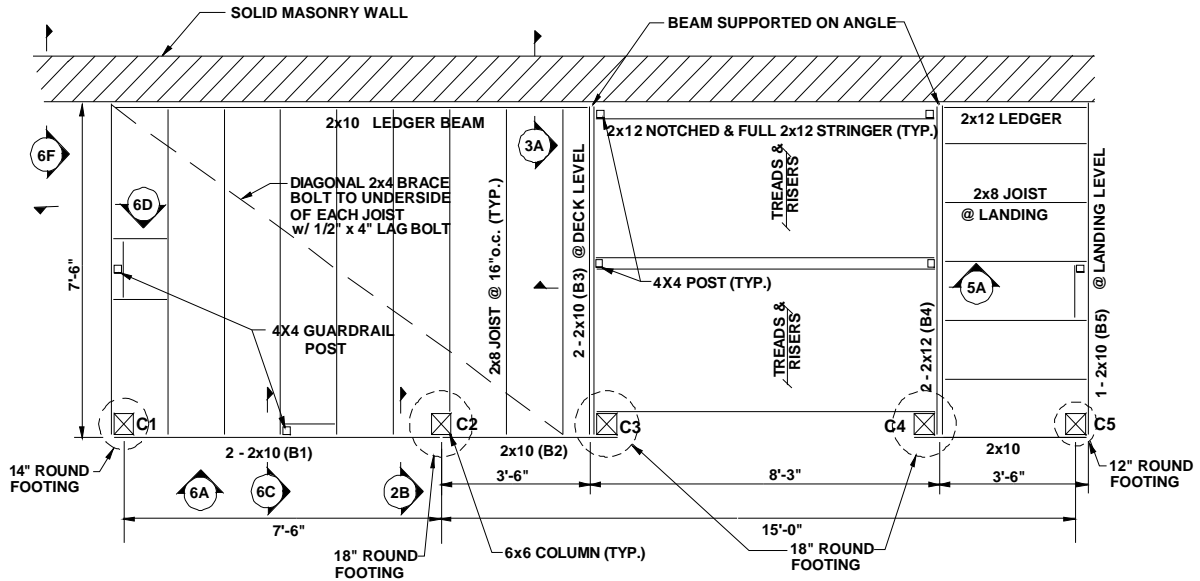 SOLID MASONRY WALL
BEAM SUPPORTED ON ANGLE
6F
3A
2x10 LEDGER BEAM
2x12 NOTCHED & FULL 2x12 STRINGER (TYP.)
2x12 LEDGER
6D
DIAGONAL 2x4 BRACE
BOLT TO UNDERSIDE
OF EACH JOIST
w/ 1/2" x 4" LAG BOLT
7'-6"
2x8 JOIST @ 16"o.c. (TYP.)
2 - 2x10 (B3) @DECK LEVEL
TREADS &
RISERS
2x8 JOIST
@ LANDING
1 - 2x10 (B5) @ LANDING LEVEL
4X4 POST (TYP.)
5A
4X4 GUARDRAIL
POST
TREADS &
RISERS
2 - 2x12 (B4)
C1
C2
C3
C4
C5
14" ROUND
FOOTING
2 - 2x10 (B1)
2x10 (B2)
2x10
12" ROUND
FOOTING
3'-6"
8'-3"
3'-6"
6A
6C
2B
7'-6"
15'-0"
18" ROUND
FOOTING
6x6 COLUMN (TYP.)
18" ROUND
FOOTING